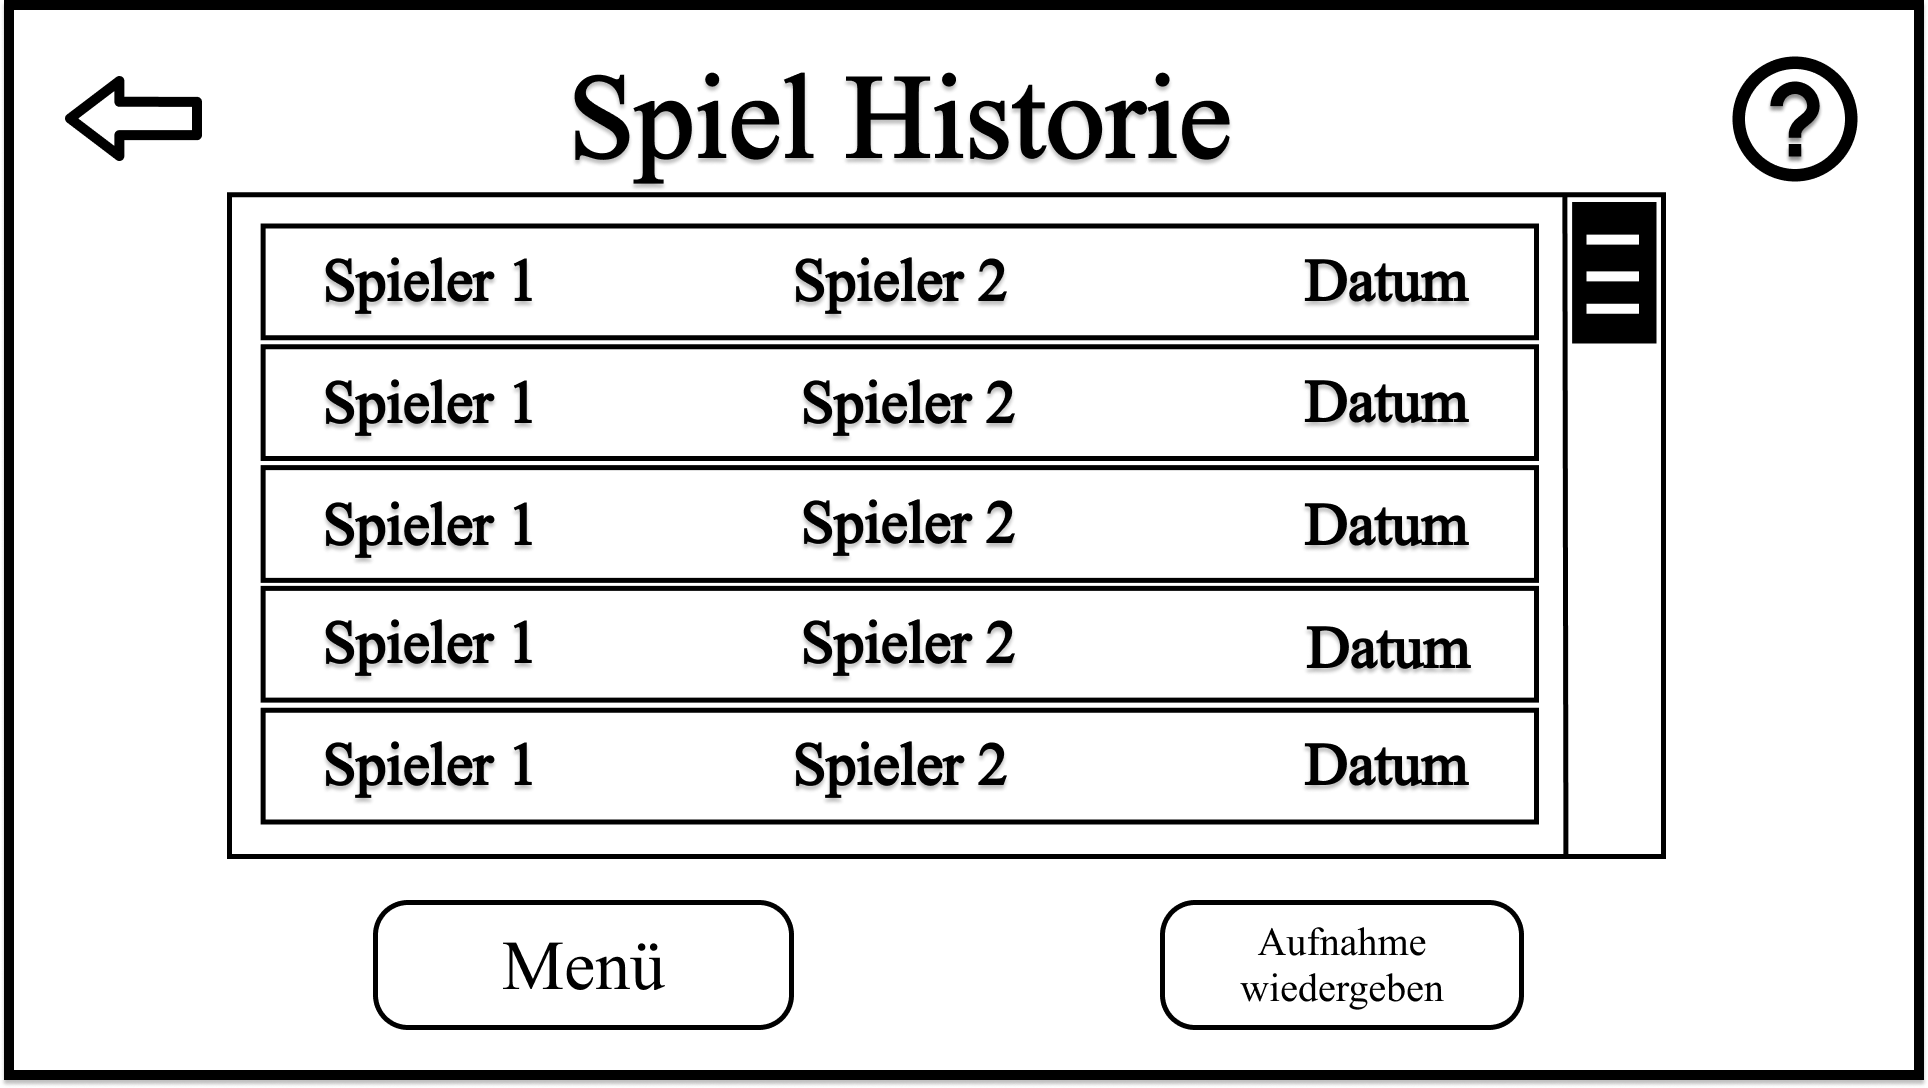 Spiel Historie
?
Spieler 1 Spieler 2 Datum
Spieler 1 Spieler 2 Datum
Spieler 1 Spieler 2 Datum
Spieler 1 Spieler 2 Datum
Spieler 1 Spieler 2 Datum
Menü
Aufnahme
wiedergeben